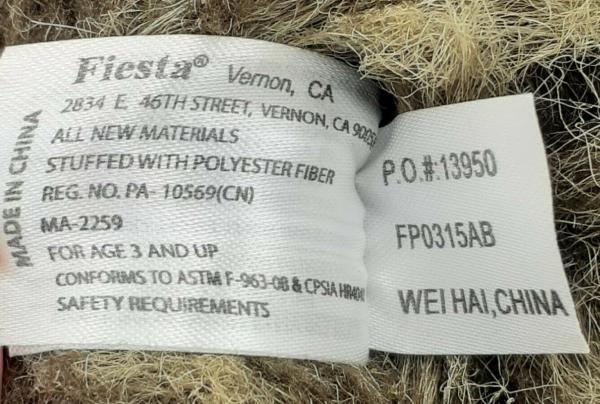 Fiesta® Vernon, CA
2834 E. 46TH STREET, VERNON, CA 90058
ALL NEW MATERIALS
STUFFED WITH POLYESTER FIBER
REG. NO. PA- 10569(CN)
MA-2259
FOR AGE 3 AND UP
CONFORMS TO ASTM F-963-08 & CPSIA HR4040
SAFETY REQUIREMENTS
MADE IN CHINA
P.O.#:13950
FP0315AB
WEI HAI,CHINA